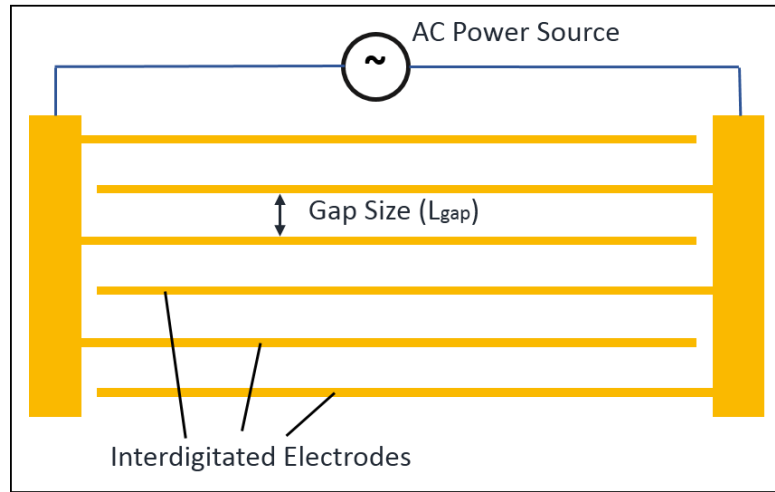 AC Power Source
~
Gap Size (Lgap)
Interdigitated Electrodes